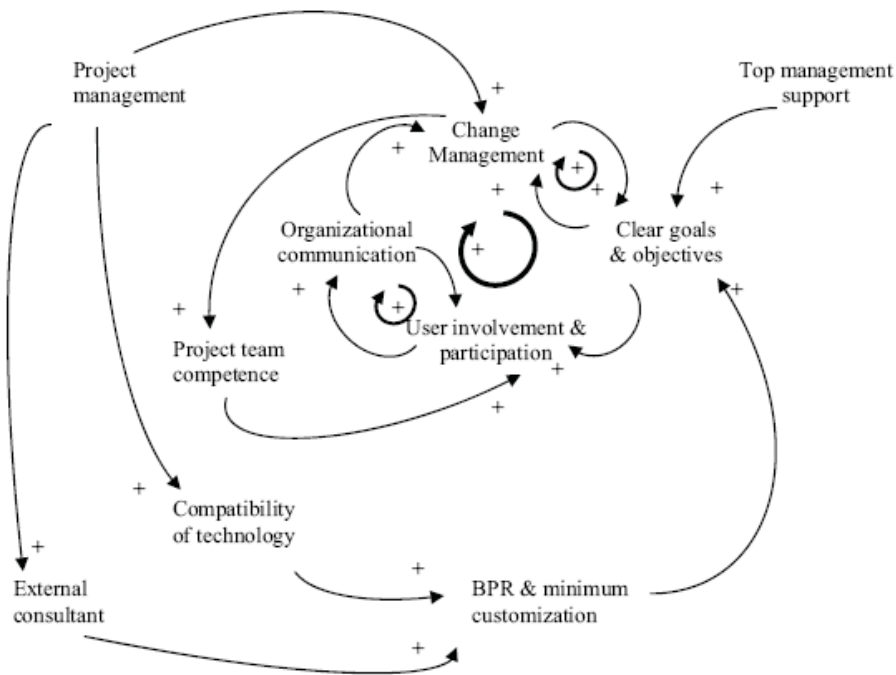 Project
management
Top management
support
+
Change
Management
+
+
+
+
+
Organizational
communication
+
Clear goals
& objectives
+
+
+
+
User involvement &
participation
Project team
competence
+
+
+
Compatibility
of technology
+
External
consultant
+
BPR & minimum
customization
+